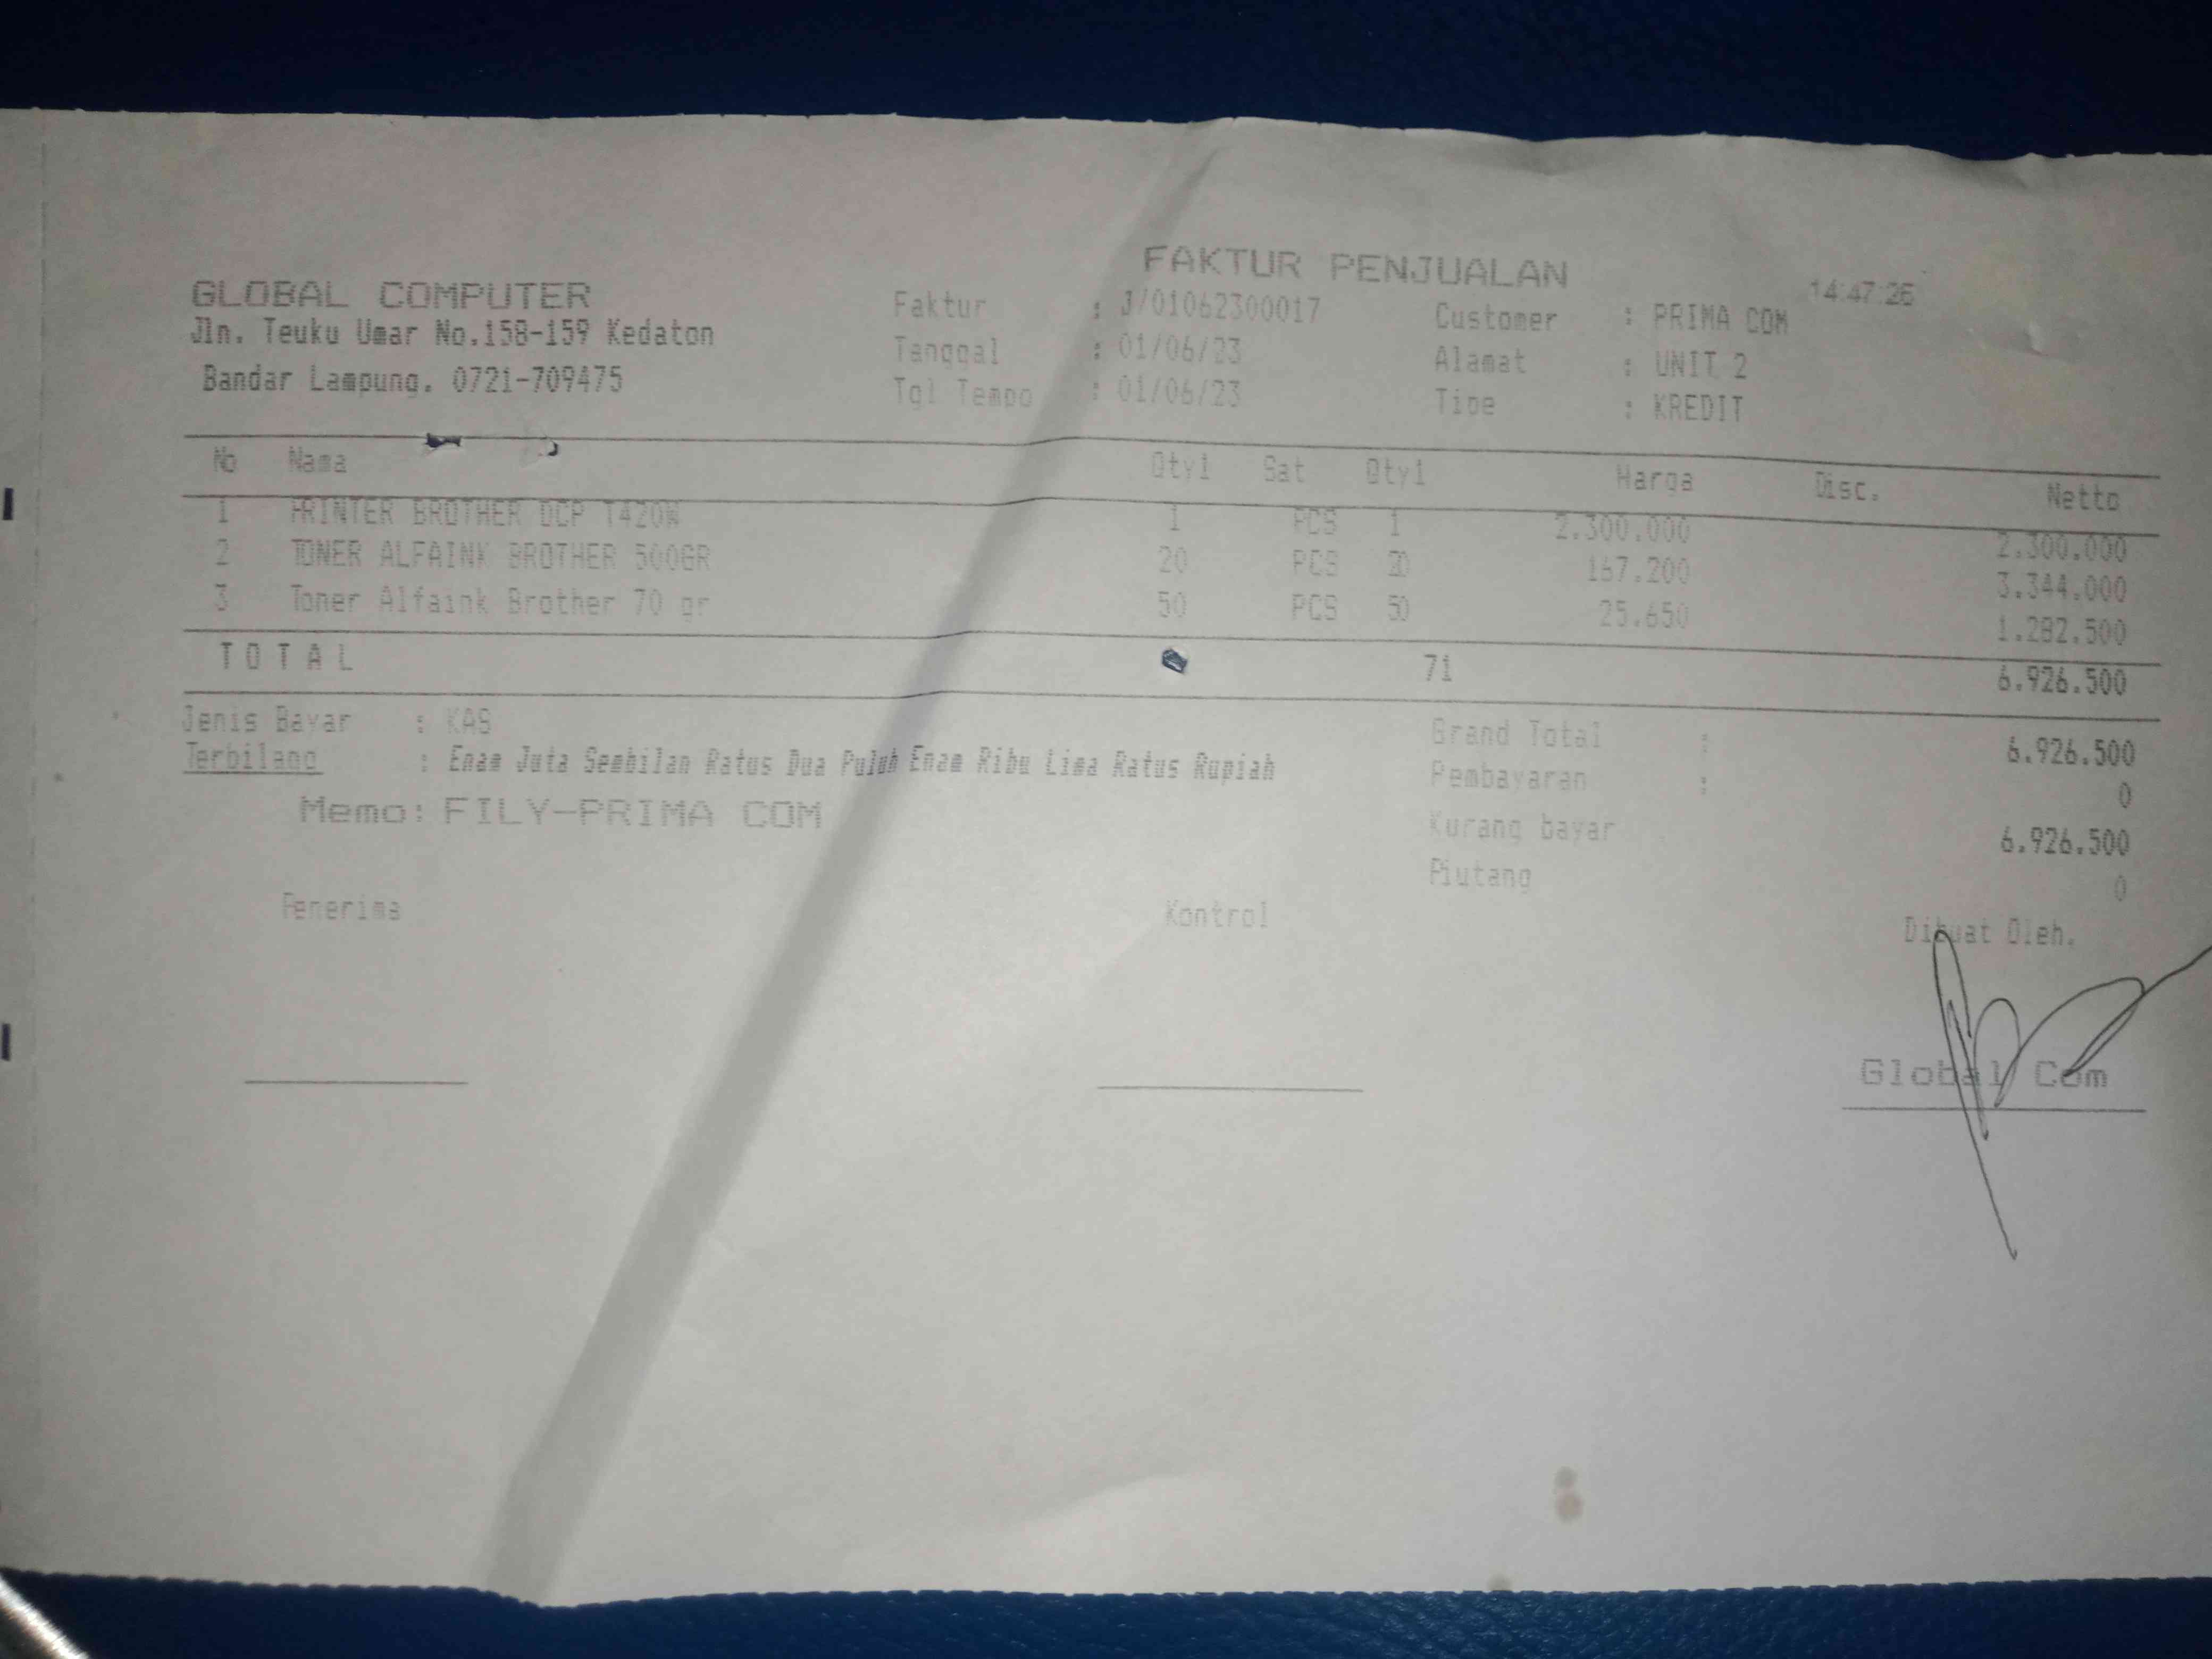 FAKTUR PENJUALAN
14:47:26
GLOBAL COMPUTER
Jln. Teuku Umar No.158-159 Kedaton
Bandar Lampung. 0721-709475
Faktur : J/01062300017
Tanggal : 01/06/23
Tgl Tempo : 01/06/23
Customer : PRIMA COM
Alamat : UNIT 2
Tipe : KREDIT
No Nama Qty1 Sat Qty1 Harga Disc. Netto
1 PRINTER BROTHER DCP T420W 1 PCS 1 2.300.000 2.300.000
2 TONER ALFAINK BROTHER 500GR 20 PCS 20 167.200 3.344.000
3 Toner Alfaink Brother 70 gr 50 PCS 50 25.650 1.282.500
T O T A L 71 6.926.500
Jenis Bayar : KAS
Terbilang : Enam Juta Sembilan Ratus Dua Puluh Enam Ribu Lima Ratus Rupiah
Memo: FILY-PRIMA COM
Grand Total : 6.926.500
Pembayaran : 0
Kurang bayar 6.926.500
Piutang 0
Penerima Kontrol Dibuat Oleh.
Global Com